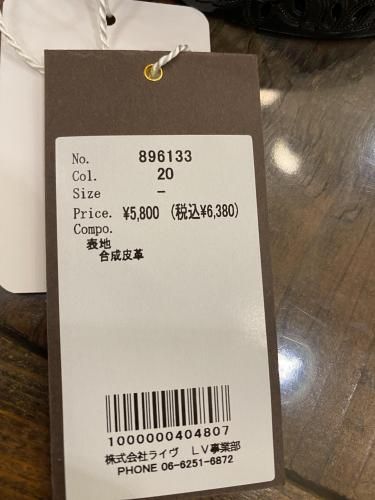 No. 896133
Col. 20
Size -
Price. ¥5,800 (税込¥6,380)
Compo.
表地
合成皮革
1000000404807
株式会社ライヴ LV事業部
PHONE 06-6251-6872